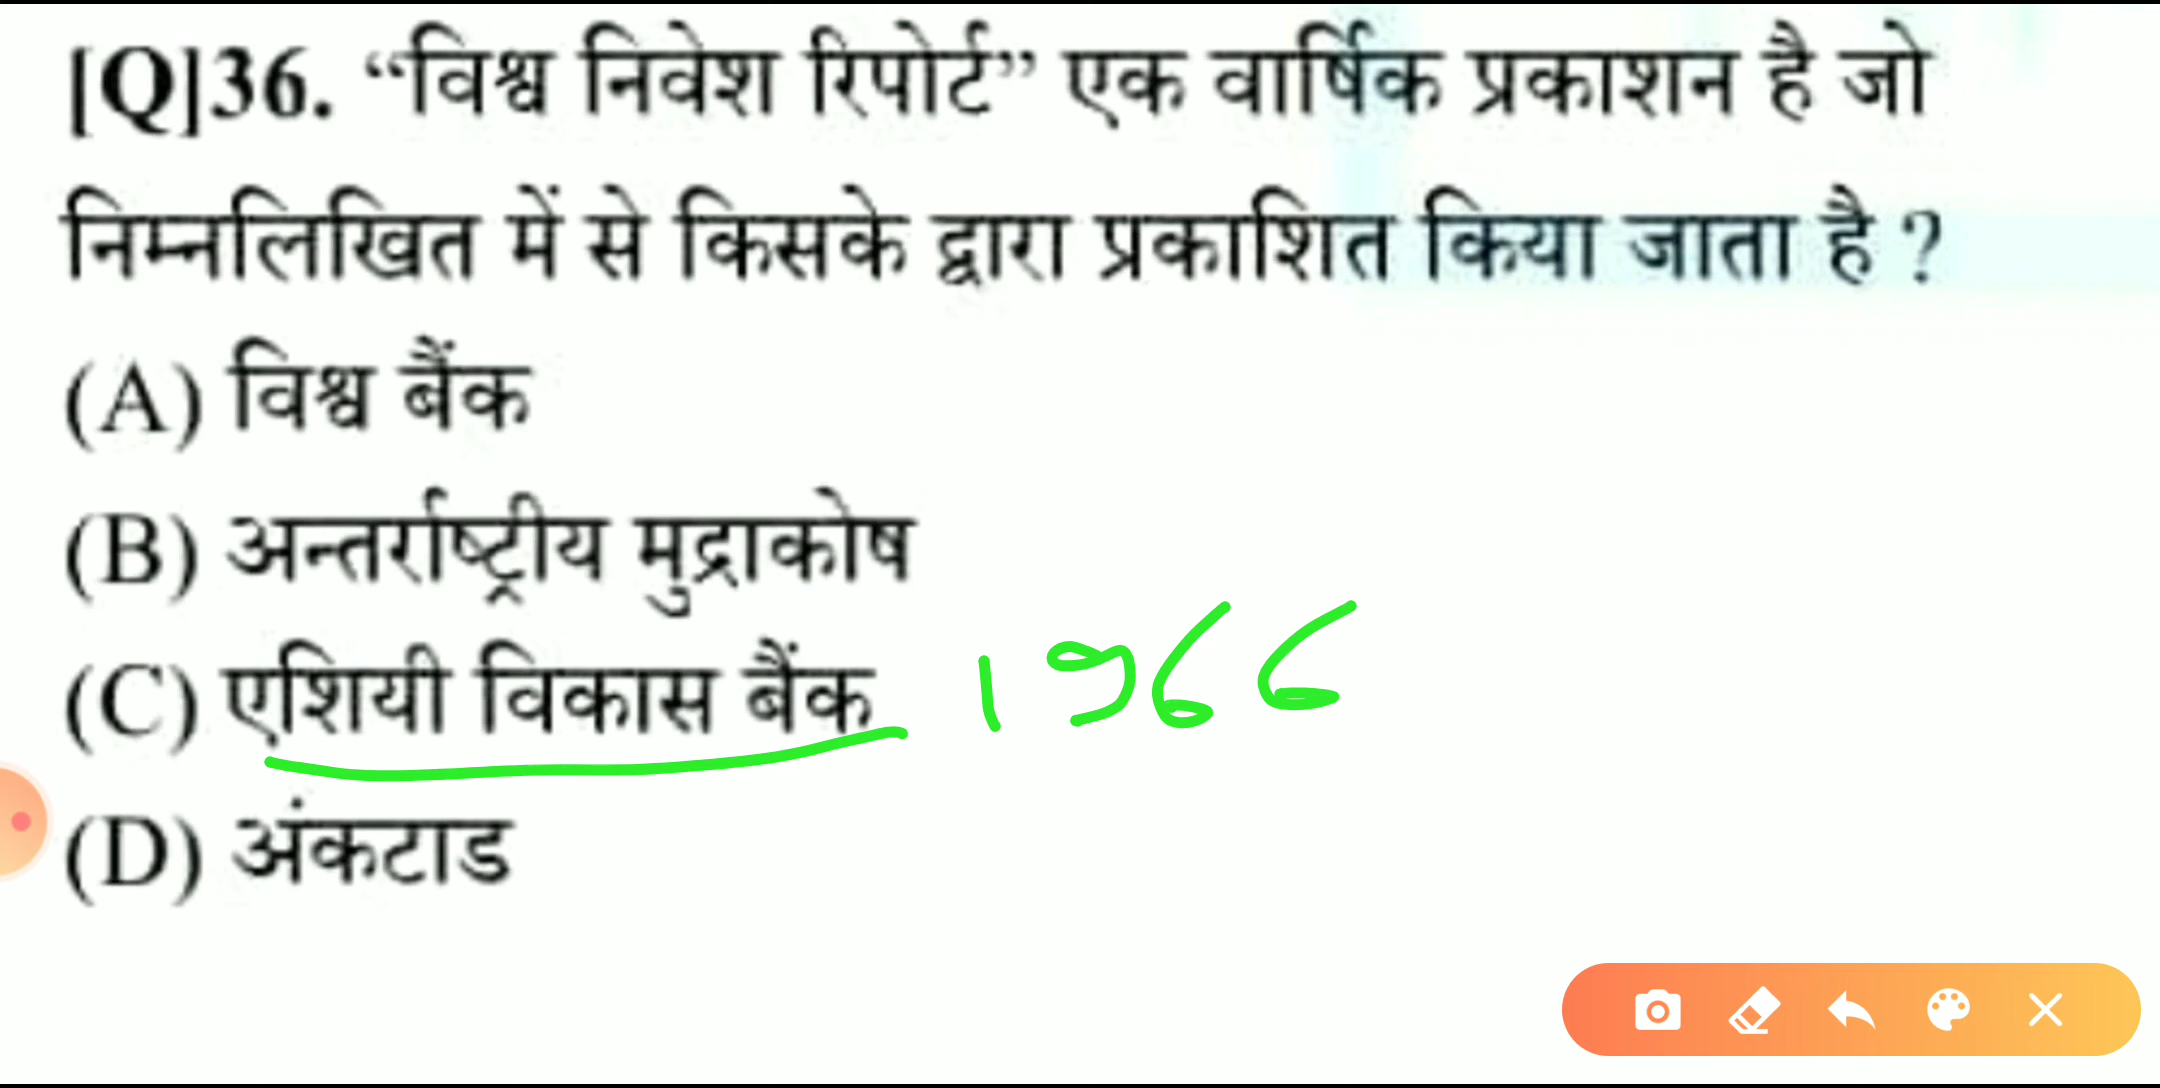 [Q]36. “विश्व निवेश रिपोर्ट” एक वार्षिक प्रकाशन है जो
निम्नलिखित में से किसके द्वारा प्रकाशित किया जाता है ?
(A) विश्व बैंक
(B) अन्तर्राष्ट्रीय मुद्राकोष
(C) एशियी विकास बैंक 1966
(D) अंकटाड